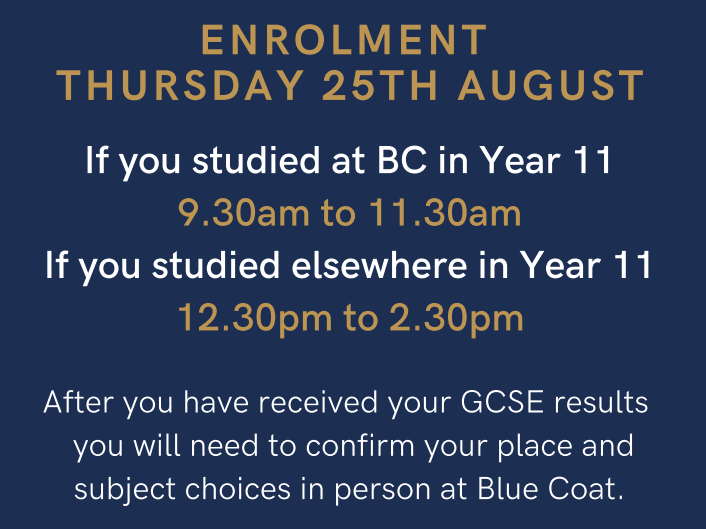 ENROLMENT
THURSDAY 25TH AUGUST
If you studied at BC in Year 11
9.30am to 11.30am
If you studied elsewhere in Year 11
12.30pm to 2.30pm
After you have received your GCSE results
you will need to confirm your place and
subject choices in person at Blue Coat.